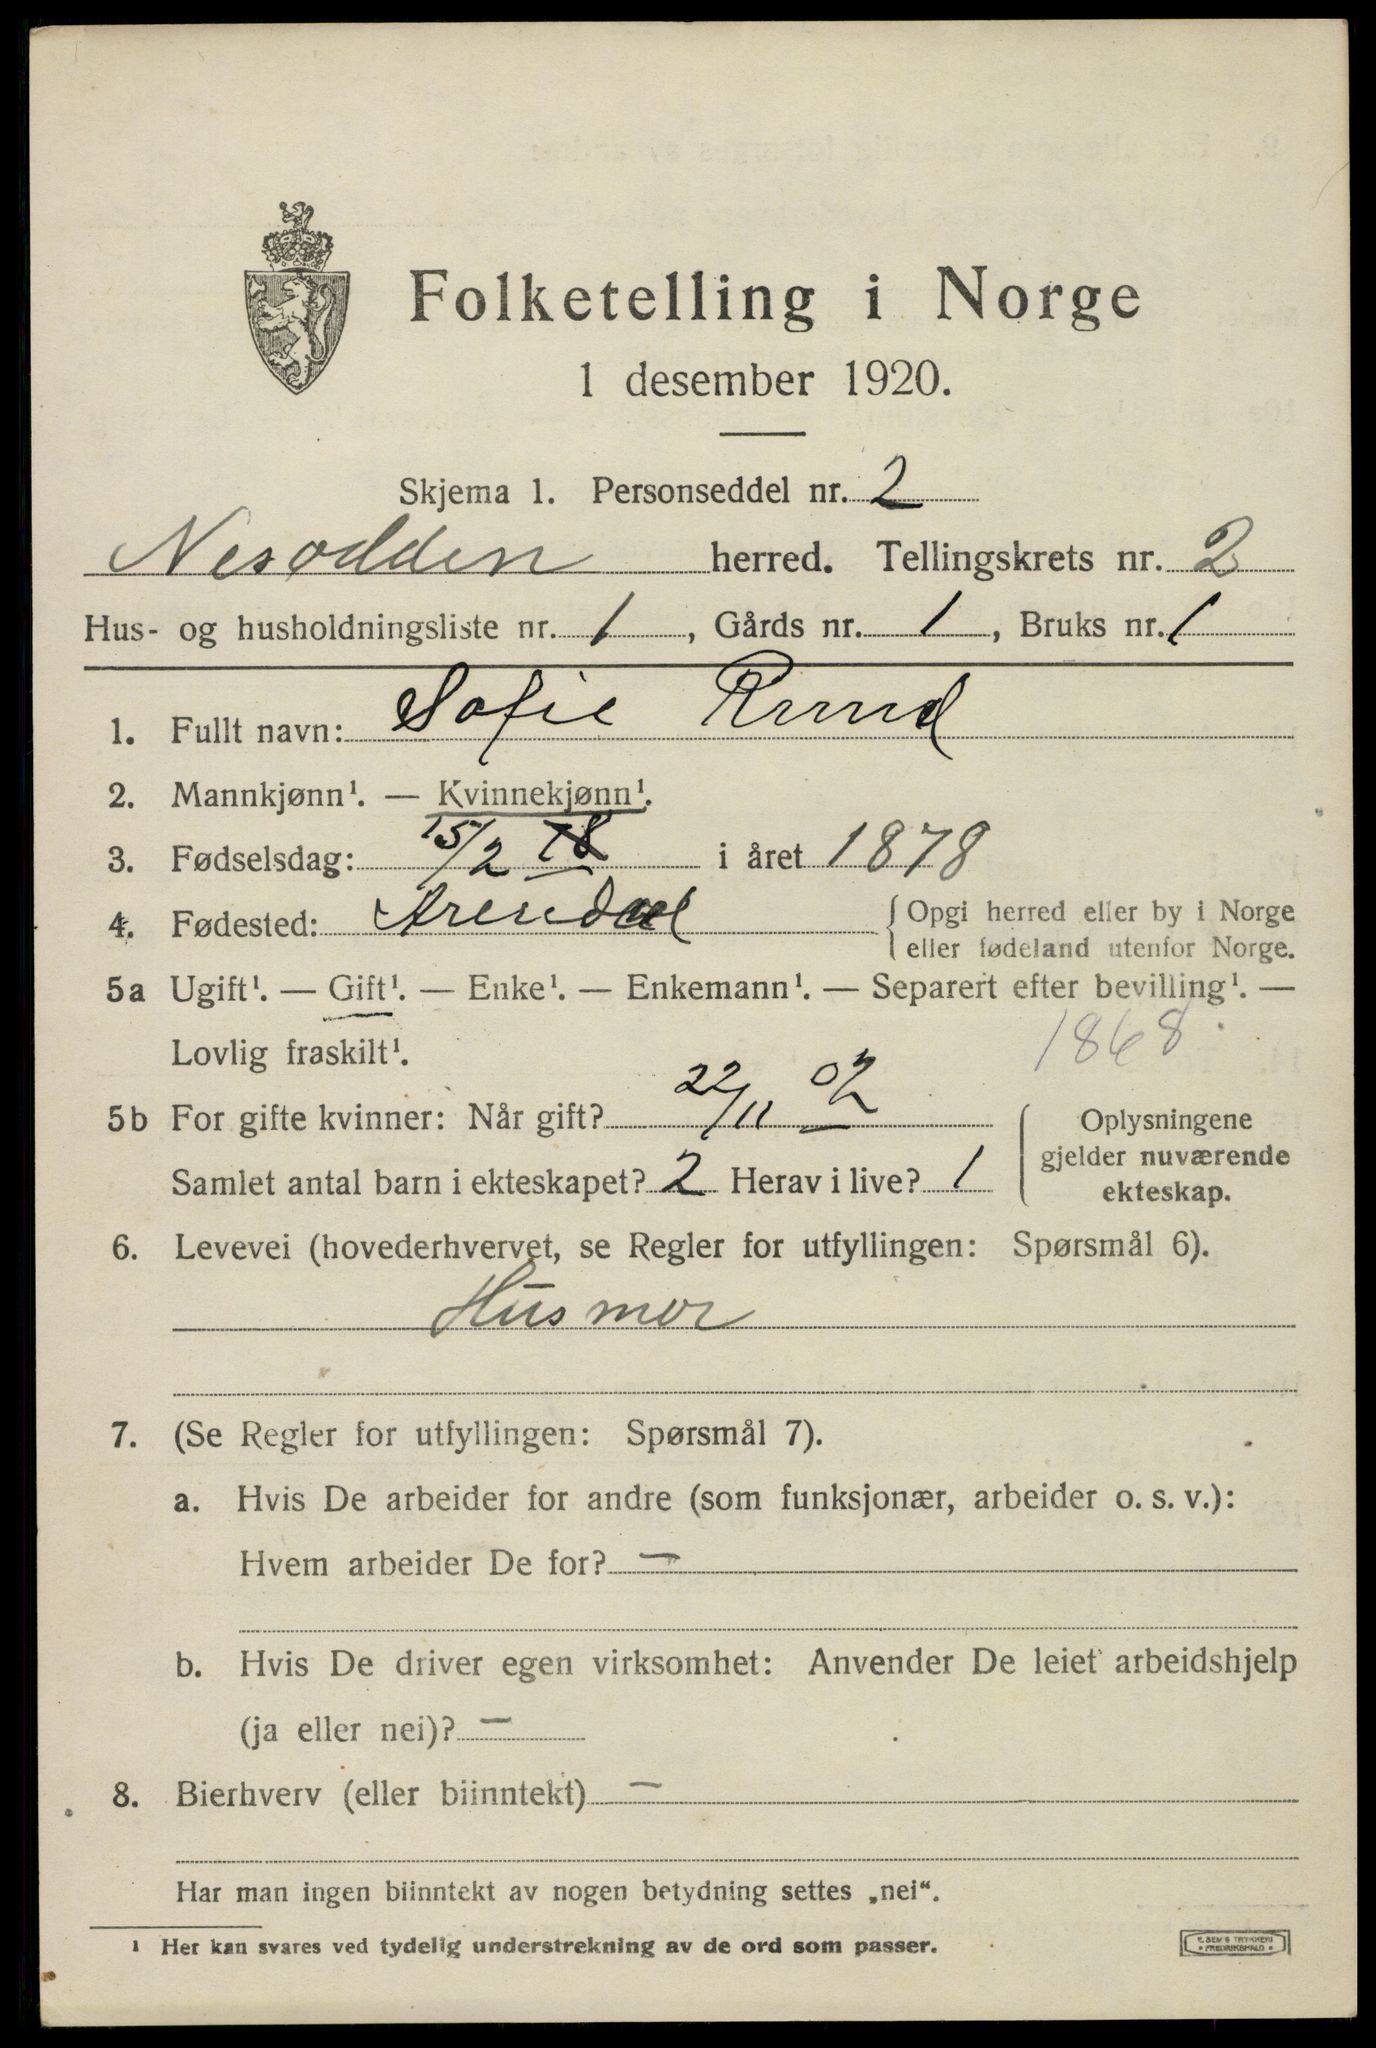 Folketelling i Norge
1 desember 1920.
Skjema 1. Personseddel nr. 2
Nesodden herred. Tellingskrets nr. 2
Hus- og husholdningsliste nr. 1, Gårds nr. 1, Bruks nr. 1
1. Fullt navn: Sofie Ruud
2. Mannkjønn¹. — Kvinnekjønn¹.
3. Fødselsdag: 15/2 78 i året 1878
4. Fødested: Arendal {Opgi herred eller by i Norge
eller fødeland utenfor Norge.
5a Ugift¹. — Gift¹. — Enke¹. — Enkemann¹. — Separert efter bevilling¹. —
Lovlig fraskilt¹. 1868
5b For gifte kvinner: Når gift? 22/11 02
Samlet antal barn i ekteskapet? 2 Herav i live? 1
Oplysningene
gjelder nuværende
ekteskap.
6. Levevei (hovederhvervet, se Regler for utfyllingen: Spørsmål 6).
Husmor
7. (Se Regler for utfyllingen: Spørsmål 7).
a. Hvis De arbeider for andre (som funksjonær, arbeider o. s. v.):
Hvem arbeider De for? —
b. Hvis De driver egen virksomhet: Anvender De leiet arbeidshjelp
(ja eller nei)? —
8. Bierhverv (eller biinntekt) —
Har man ingen biinntekt av nogen betydning settes „nei“.
¹ Her kan svares ved tydelig understrekning av de ord som passer.
E. SEM'S TRYKKERI
• FREDRIKSHALD •